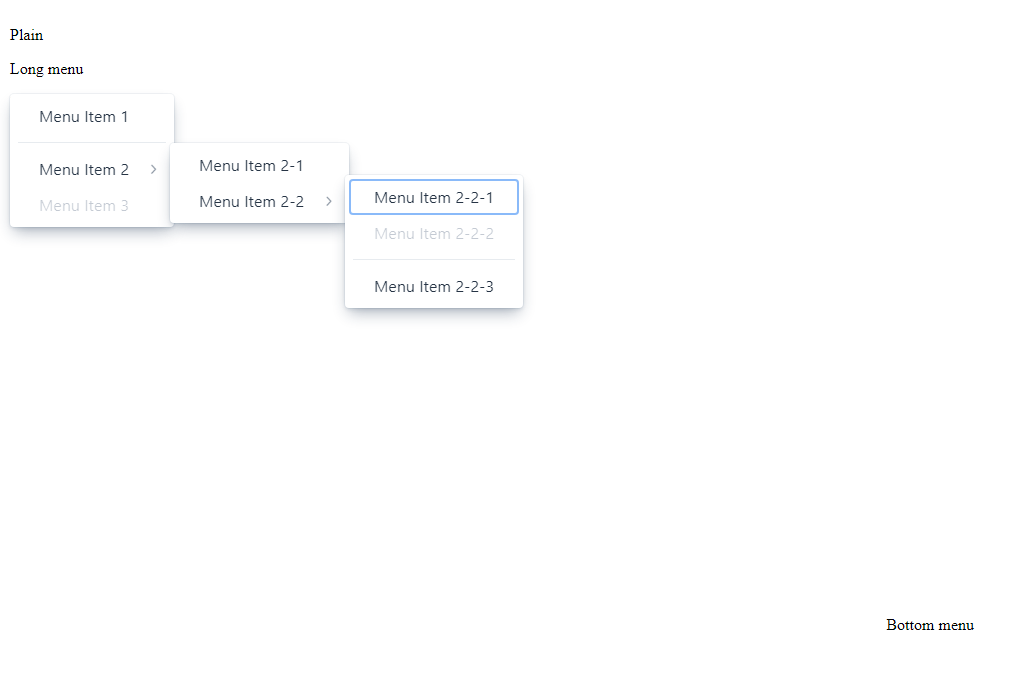 Plain
Long menu
Menu Item 1
Menu Item 2
Menu Item 3
Menu Item 2-1
Menu Item 2-2
Menu Item 2-2-1
Menu Item 2-2-2
Menu Item 2-2-3
Bottom menu